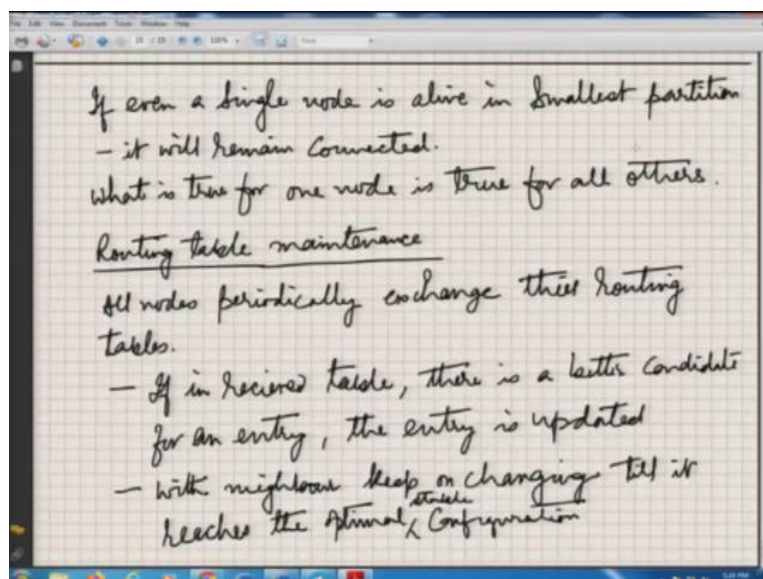 If even a single node is alive in smallest partition
- it will remain connected.
What is true for one node is true for all others.
Routing table maintenance
All nodes periodically exchange their routing
tables.
- If in recieved table, there is a better candidate
for an entry, the entry is updated
- with neighbour keep on changing till it
reaches the optimal stable Configuration